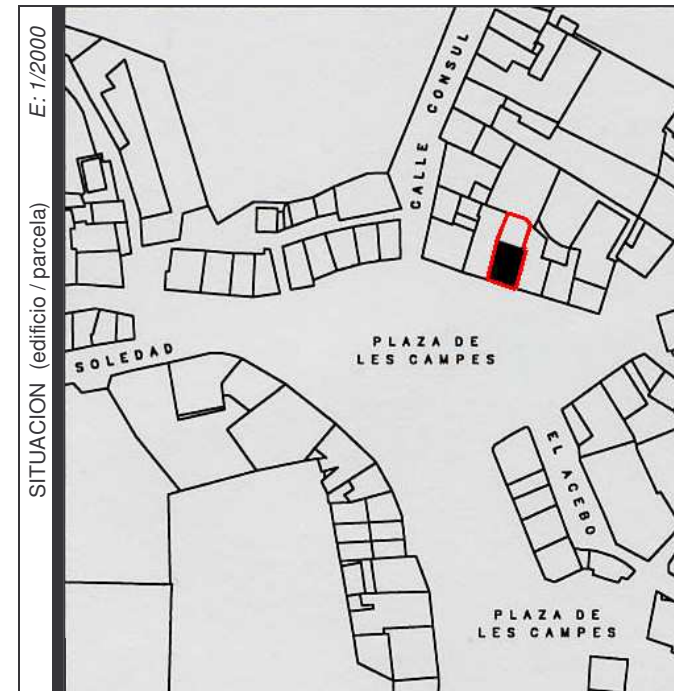 SITUACION (edificio / parcela) E: 1/2000
CALLE CONSUL
PLAZA DE
LES CAMPES
SOLEDAD
EL ACEBO
PLAZA DE
LES CAMPES